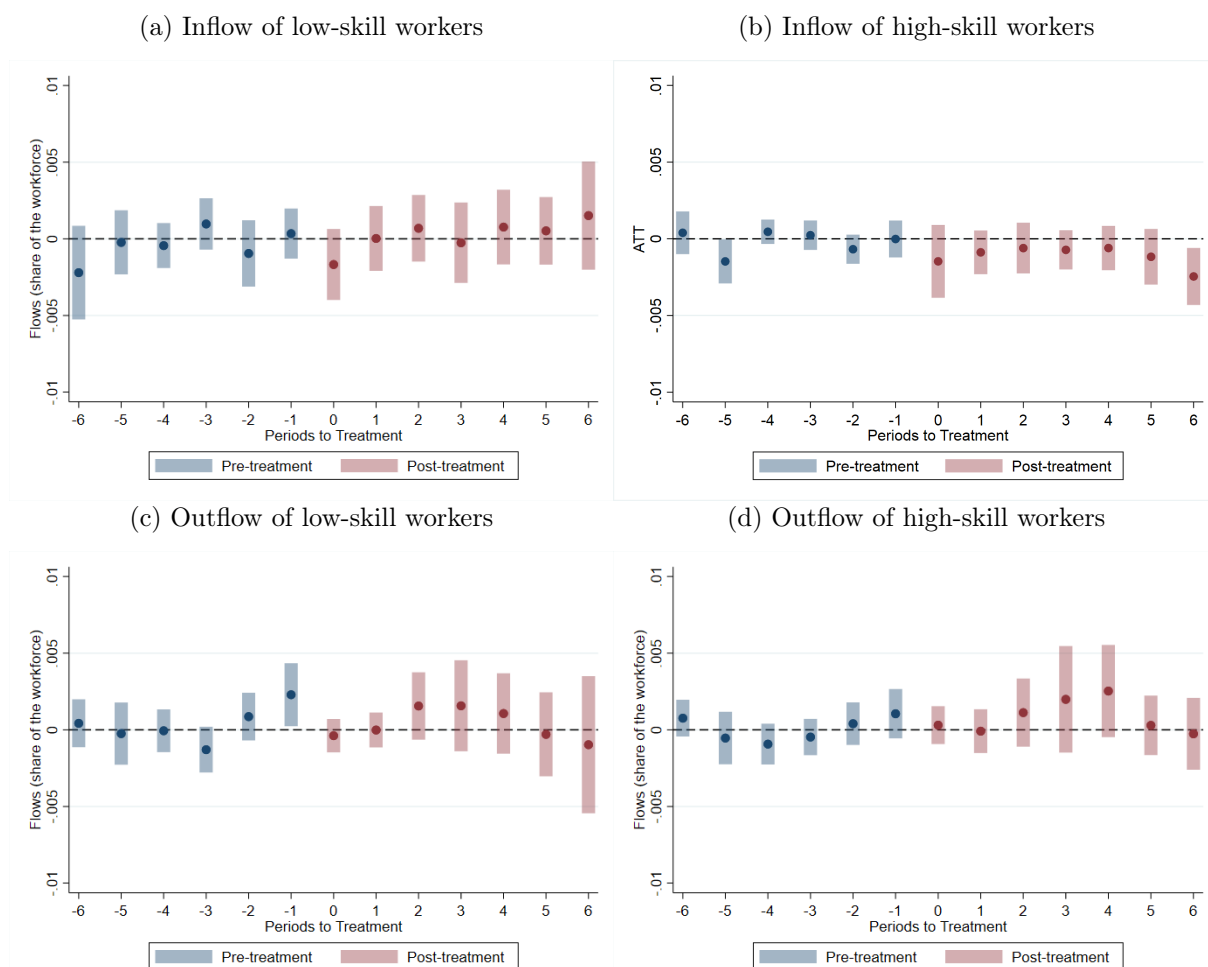 (a) Inflow of low-skill workers
(b) Inflow of high-skill workers
Flows (share of the workforce)
.01
.005
0
-.005
-.01
-6 -5 -4 -3 -2 -1 0 1 2 3 4 5 6
Periods to Treatment
Pre-treatment Post-treatment
ATT
.01
.005
0
-.005
-.01
-6 -5 -4 -3 -2 -1 0 1 2 3 4 5 6
Periods to Treatment
Pre-treatment Post-treatment
(c) Outflow of low-skill workers
(d) Outflow of high-skill workers
Flows (share of the workforce)
.01
.005
0
-.005
-.01
-6 -5 -4 -3 -2 -1 0 1 2 3 4 5 6
Periods to Treatment
Pre-treatment Post-treatment
Flows (share of the workforce)
.01
.005
0
-.005
-.01
-6 -5 -4 -3 -2 -1 0 1 2 3 4 5 6
Periods to Treatment
Pre-treatment Post-treatment